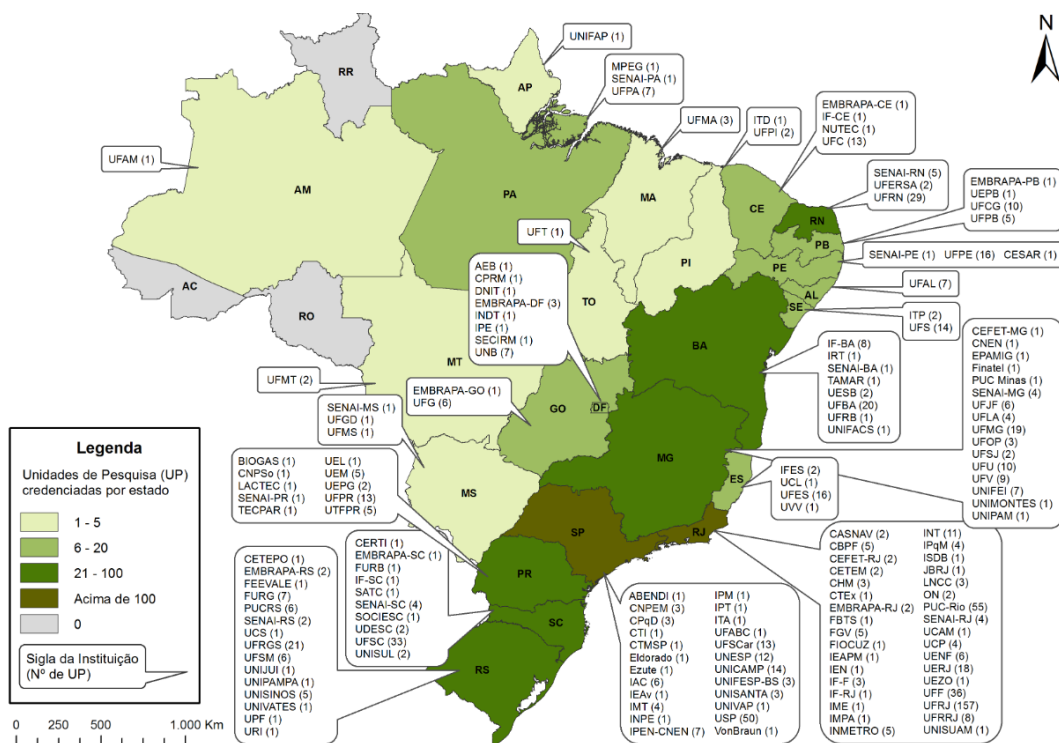 N
UNIFAP (1)
RR
AP
MPEG (1)
SENAI-PA (1)
UFPA (7)
UFMA (3)
ITD (1)
UFPI (2)
EMBRAPA-CE (1)
IF-CE (1)
NUTEC (1)
UFC (13)
UFAM (1)
AM
PA
MA
CE
SENAI-RN (5)
UFERSA (2)
UFRN (29)
RN
EMBRAPA-PB (1)
UEPB (1)
UFCG (10)
UFPB (5)
PB
UFT (1)
PI
PE
SENAI-PE (1) UFPE (16) CESAR (1)
AC
RO
TO
AL
SE
UFAL (7)
ITP (2)
UFS (14)
AEB (1)
CPRM (1)
DNIT (1)
EMBRAPA-DF (3)
INDT (1)
IPE (1)
SECIRM (1)
UNB (7)
MT
BA
UFMT (2)
IF-BA (8)
IRT (1)
SENAI-BA (1)
TAMAR (1)
UESB (2)
UFBA (20)
UFRB (1)
UNIFACS (1)
CEFET-MG (1)
CNEN (1)
EPAMIG (1)
Finatel (1)
PUC Minas (1)
SENAI-MG (4)
UFJF (6)
UFLA (4)
UFMG (19)
UFOP (3)
UFSJ (2)
UFU (10)
UFV (9)
UNIFEI (7)
UNIMONTES (1)
UNIPAM (1)
EMBRAPA-GO (1)
UFG (6)
GO
DF
SENAI-MS (1)
UFGD (1)
UFMS (1)
MS
MG
ES
IFES (2)
UCL (1)
UFES (16)
UVV (1)
Legenda
Unidades de Pesquisa (UP)
credenciadas por estado
1 - 5
6 - 20
21 - 100
Acima de 100
0
Sigla da Instituição
(Nº de UP)
0 250 500 1.000 Km
BIOGAS (1) UEL (1)
CNPSo (1) UEM (5)
LACTEC (1) UEPG (2)
SENAI-PR (1) UFPR (13)
TECPAR (1) UTFPR (5)
SP
RJ
PR
SC
RS
CETEPO (1)
EMBRAPA-RS (2)
FEEVALE (1)
FURG (7)
PUCRS (6)
SENAI-RS (2)
UCS (1)
UFRGS (21)
UFSM (6)
UNIJUI (1)
UNIPAMPA (1)
UNISINOS (5)
UNIVATES (1)
UPF (1)
URI (1)
CERTI (1)
EMBRAPA-SC (1)
FURB (1)
IF-SC (1)
SATC (1)
SENAI-SC (4)
SOCIESC (1)
UDESC (2)
UFSC (33)
UNISUL (2)
ABENDI (1) IPM (1)
CNPEM (3) IPT (1)
CPqD (3) ITA (1)
CTI (1) UFABC (1)
CTMSP (1) UFSCar (13)
Eldorado (1) UNESP (12)
Ezute (1) UNICAMP (14)
IAC (6) UNIFESP-BS (3)
IEAv (1) UNISANTA (3)
IMT (4) UNIVAP (1)
INPE (1) USP (50)
IPEN-CNEN (7) VonBraun (1)
CASNAV (2) INT (11)
CBPF (5) IPqM (4)
CEFET-RJ (2) ISDB (1)
CETEM (2) JBRJ (1)
CHM (3) LNCC (3)
CTEx (1) ON (2)
EMBRAPA-RJ (2) PUC-Rio (55)
FBTS (1) SENAI-RJ (4)
FGV (5) UCAM (1)
FIOCUZ (1) UCP (4)
IEAPM (1) UENF (6)
IEN (1) UERJ (18)
IF-F (3) UEZO (1)
IF-RJ (1) UFF (36)
IME (1) UFRJ (157)
IMPA (1) UFRRJ (8)
INMETRO (5) UNISUAM (1)